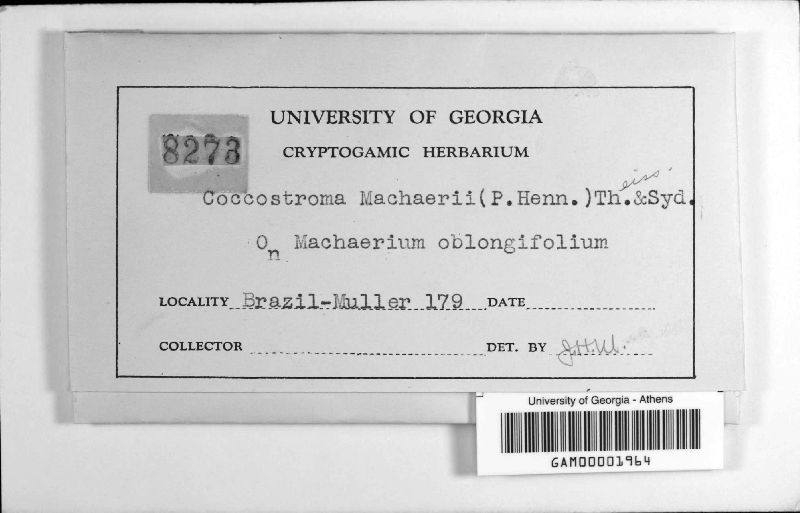 UNIVERSITY OF GEORGIA
8273
CRYPTOGAMIC HERBARIUM
eiss.
Coccostroma Machaerii(P.Henn.)Th.&Syd.
On Machaerium oblongifolium
LOCALITY Brazil-Muller 179 DATE
COLLECTOR DET. BY J.H.M.
University of Georgia - Athens
GAM00001964